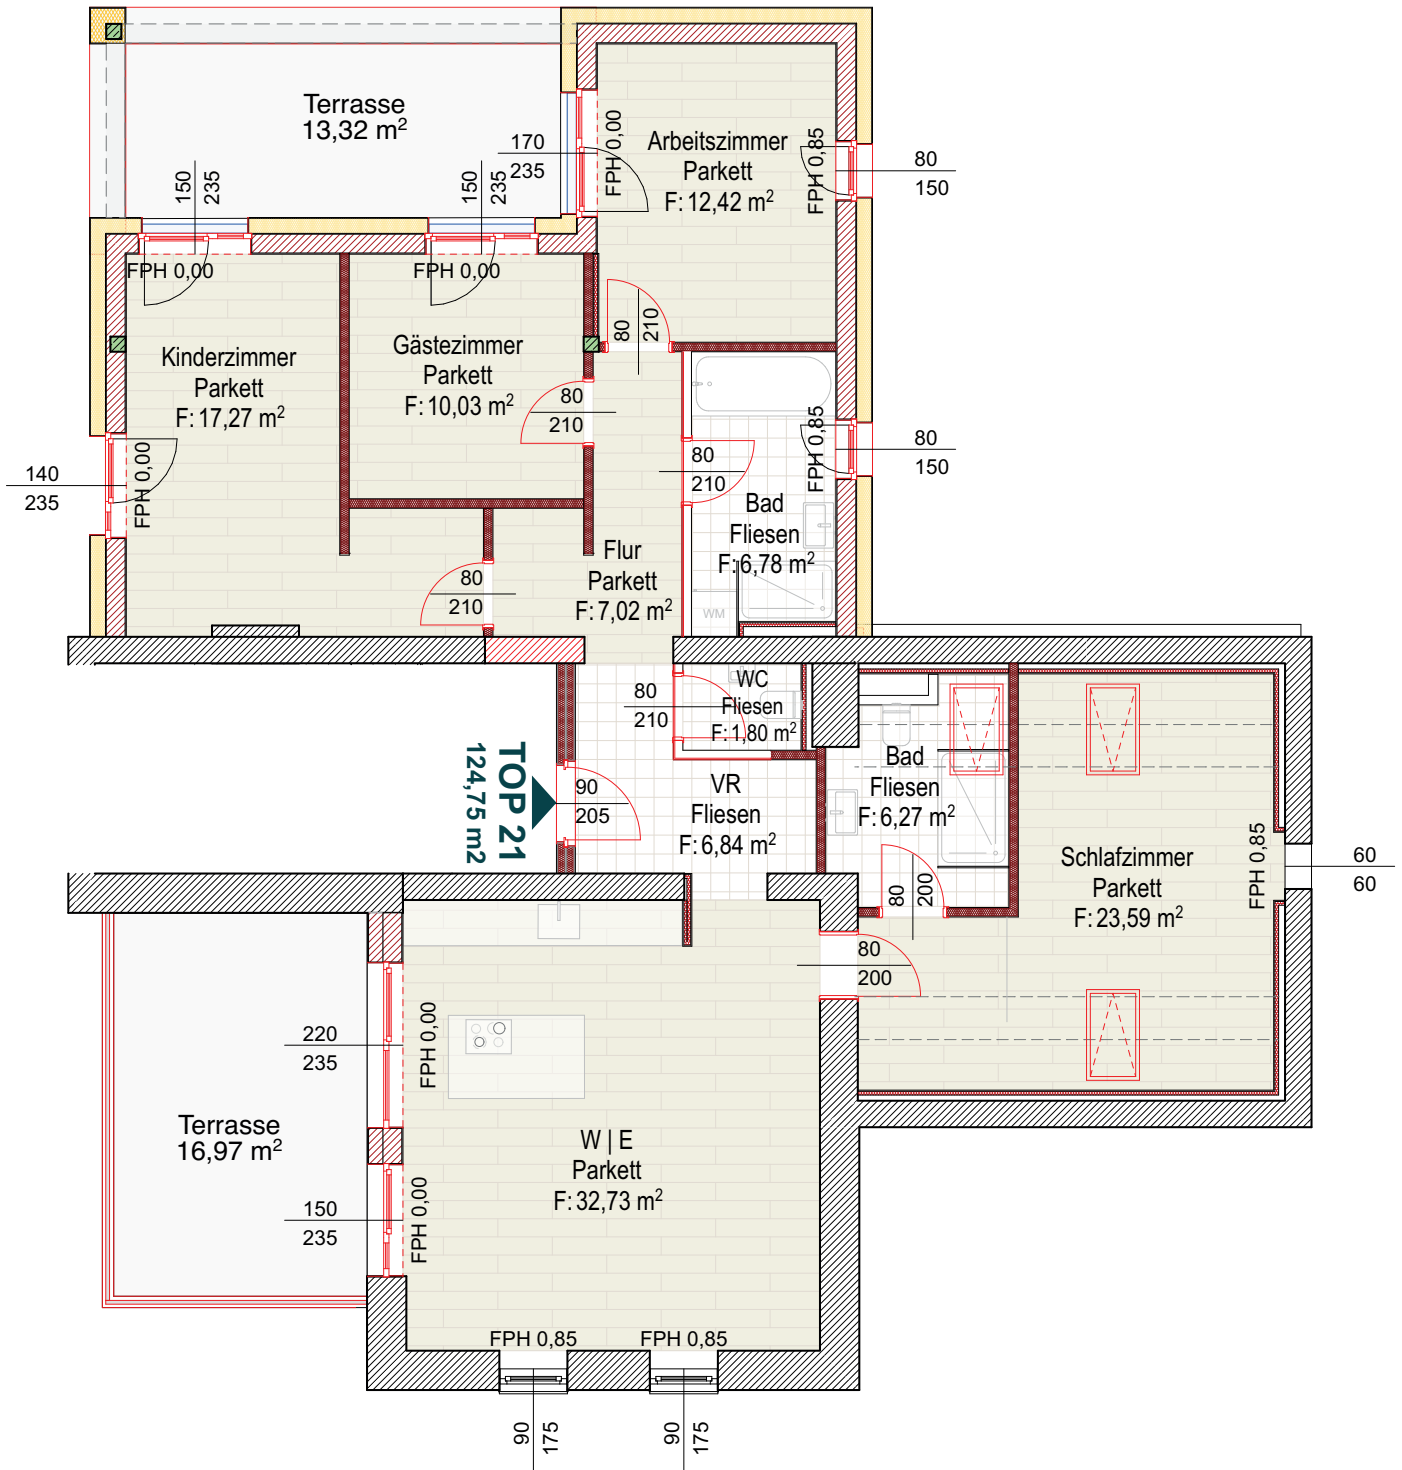 Terrasse
13,32 m²
150
235
150
235
170
235
FPH 0,00
Arbeitszimmer
Parkett
F: 12,42 m²
FPH 0,85
80
150
FPH 0,00
FPH 0,00
Kinderzimmer
Parkett
F: 17,27 m²
Gästezimmer
Parkett
F: 10,03 m²
80
210
80
210
140
235
FPH 0,00
80
210
FPH 0,85
80
150
Bad
Fliesen
F: 6,78 m²
WM
Flur
Parkett
F: 7,02 m²
80
210
80
210
WC
Fliesen
F: 1,80 m²
TOP 21
124,75 m2
90
205
VR
Fliesen
F: 6,84 m²
Bad
Fliesen
F: 6,27 m²
80
200
Schlafzimmer
Parkett
F: 23,59 m²
FPH 0,85
60
60
80
200
220
235
FPH 0,00
Terrasse
16,97 m²
150
235
FPH 0,00
W | E
Parkett
F: 32,73 m²
FPH 0,85
FPH 0,85
90
175
90
175